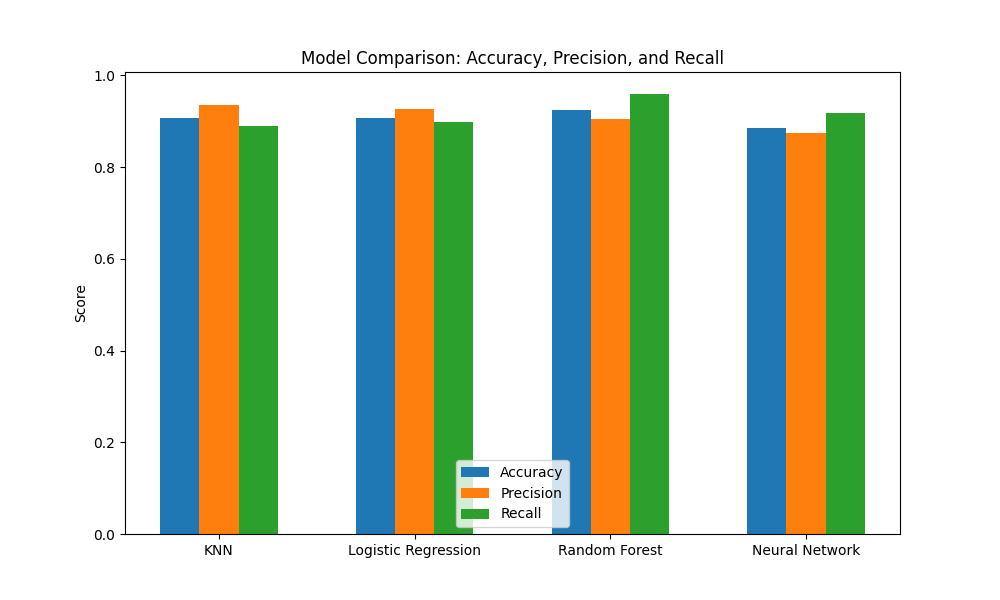 Model Comparison: Accuracy, Precision, and Recall
1.0
0.8
0.6
0.4
0.2
0.0
Score
Accuracy
Precision
Recall
KNN
Logistic Regression
Random Forest
Neural Network